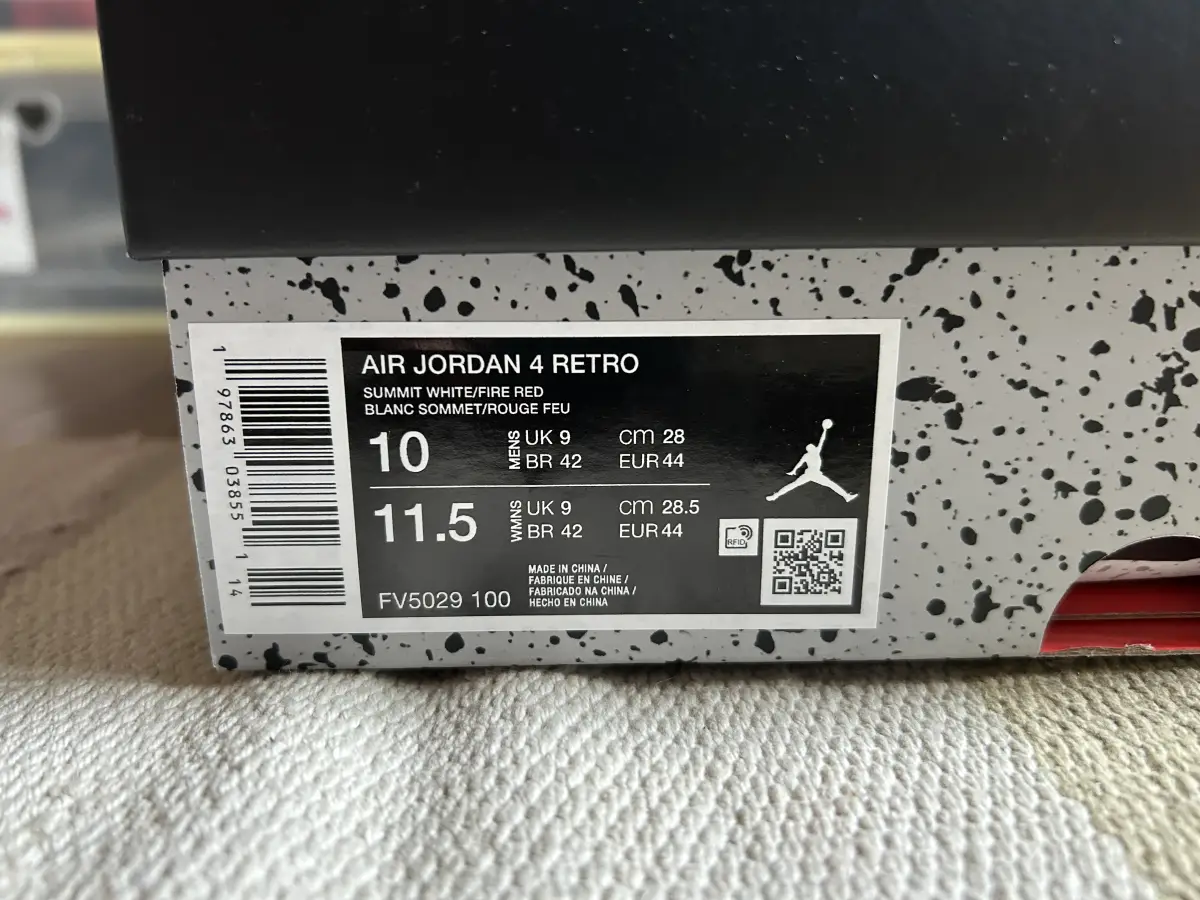 AIR JORDAN 4 RETRO
SUMMIT WHITE/FIRE RED
BLANC SOMMET/ROUGE FEU
10 MENS UK 9 cm 28
BR 42 EUR 44
11.5 WMNS UK 9 cm 28.5
BR 42 EUR 44
RFID
MADE IN CHINA /
FABRIQUE EN CHINE /
FABRICADO NA CHINA /
HECHO EN CHINA
FV5029 100
1 97863 03855 1 14